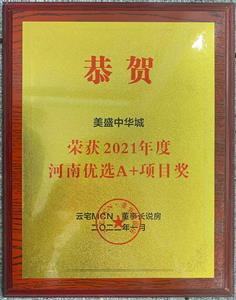 恭贺
美盛中华城
荣获2021年度
河南优选A+项目奖
云宅MCN·董事长说房
二〇二二年一月